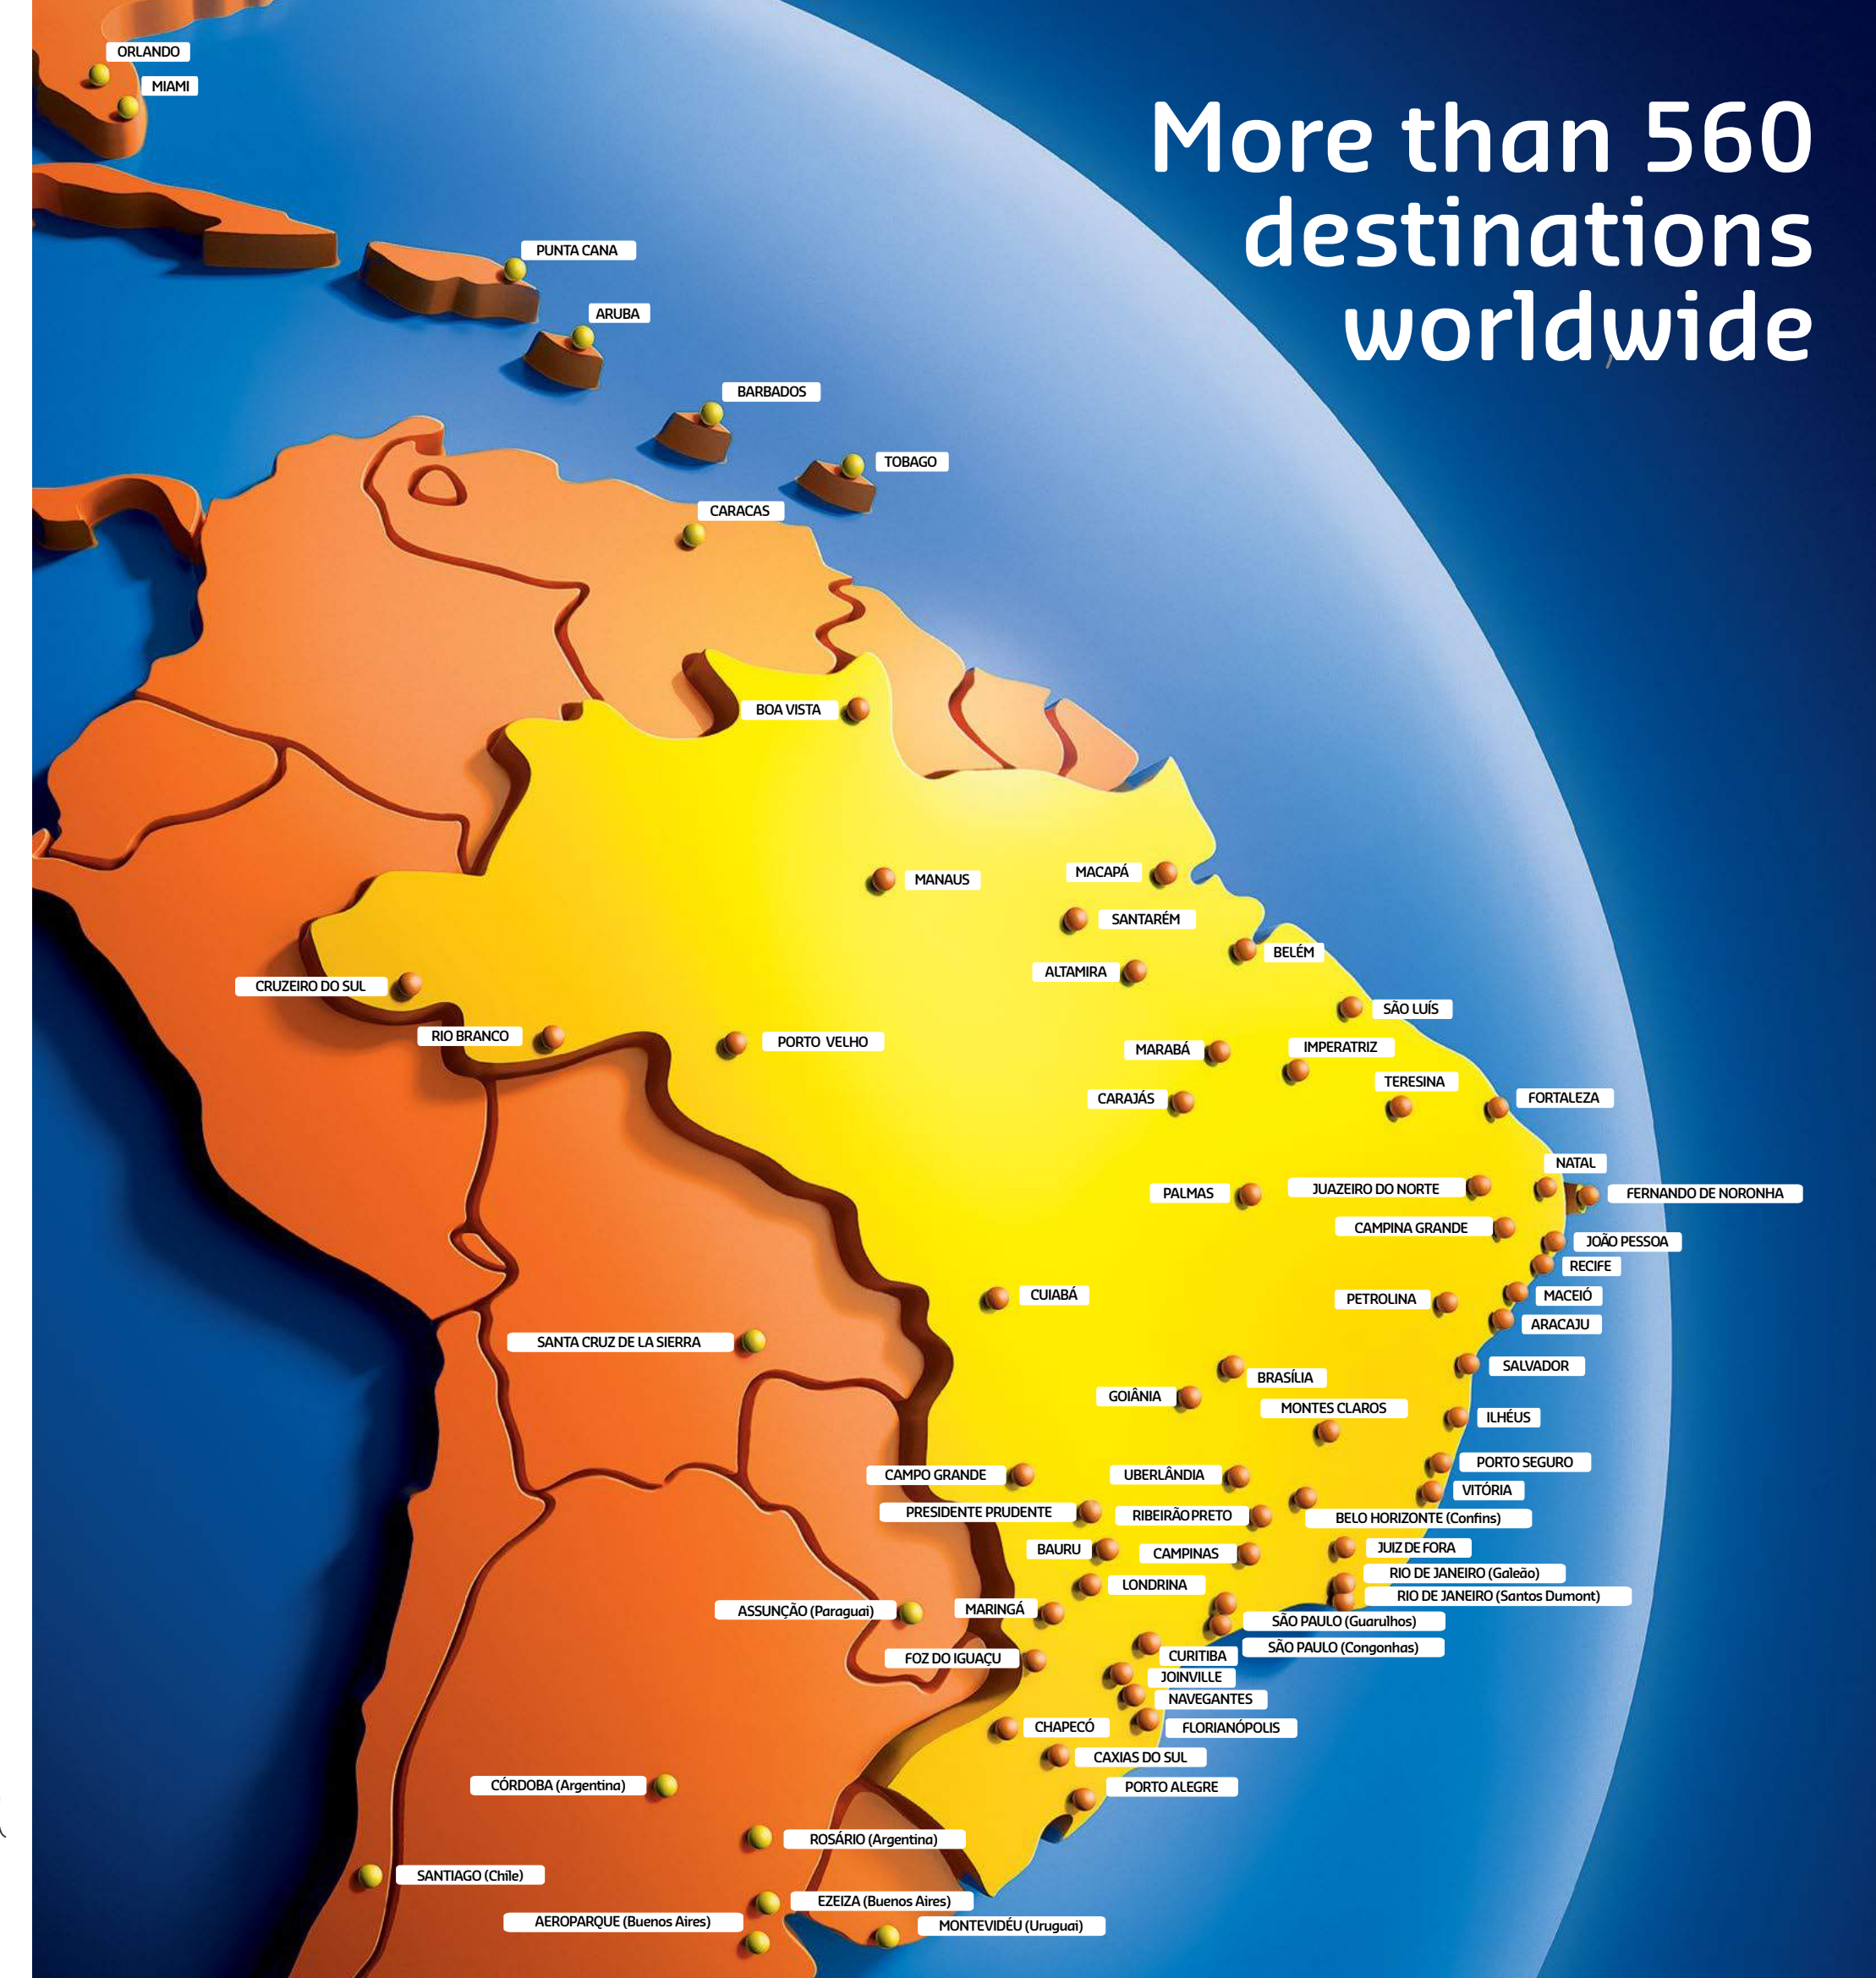 ORLANDO
MIAMI
More than 560
destinations
worldwide
PUNTA CANA
ARUBA
BARBADOS
TOBAGO
CARACAS
BOA VISTA
MANAUS
MACAPÁ
SANTARÉM
BELÉM
ALTAMIRA
CRUZEIRO DO SUL
SÃO LUÍS
RIO BRANCO
PORTO VELHO
MARABÁ
IMPERATRIZ
TERESINA
CARAJÁS
FORTALEZA
NATAL
PALMAS
JUAZEIRO DO NORTE
FERNANDO DE NORONHA
CAMPINA GRANDE
JOÃO PESSOA
RECIFE
CUIABÁ
PETROLINA
MACEIÓ
ARACAJU
SANTA CRUZ DE LA SIERRA
SALVADOR
BRASÍLIA
GOIÂNIA
MONTES CLAROS
ILHÉUS
PORTO SEGURO
CAMPO GRANDE
UBERLÂNDIA
VITÓRIA
PRESIDENTE PRUDENTE
RIBEIRÃO PRETO
BELO HORIZONTE (Confins)
BAURU
CAMPINAS
JUIZ DE FORA
RIO DE JANEIRO (Galeão)
LONDRINA
RIO DE JANEIRO (Santos Dumont)
ASSUNÇÃO (Paraguai)
MARINGÁ
SÃO PAULO (Guarulhos)
SÃO PAULO (Congonhas)
FOZ DO IGUAÇU
CURITIBA
JOINVILLE
NAVEGANTES
CHAPECÓ
FLORIANÓPOLIS
CAXIAS DO SUL
CÓRDOBA (Argentina)
PORTO ALEGRE
ROSÁRIO (Argentina)
SANTIAGO (Chile)
EZEIZA (Buenos Aires)
AEROPARQUE (Buenos Aires)
MONTEVIDÉU (Uruguai)